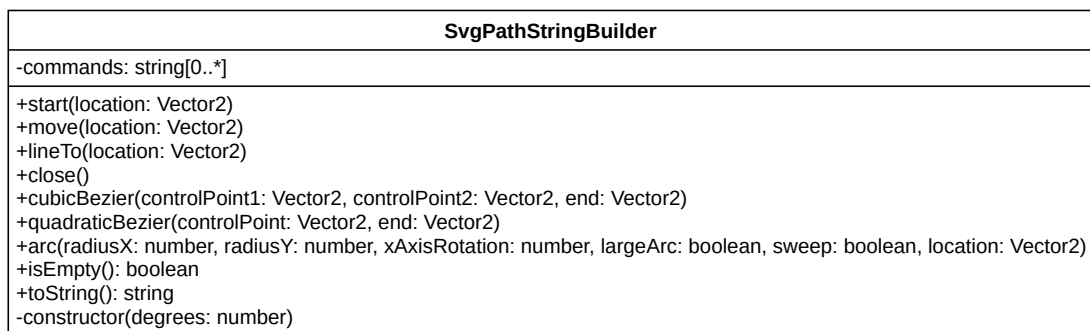 SvgPathStringBuilder
-commands: string[0..*]
+start(location: Vector2)
+move(location: Vector2)
+lineTo(location: Vector2)
+close()
+cubicBezier(controlPoint1: Vector2, controlPoint2: Vector2, end: Vector2)
+quadraticBezier(controlPoint: Vector2, end: Vector2)
+arc(radiusX: number, radiusY: number, xAxisRotation: number, largeArc: boolean, sweep: boolean, location: Vector2)
+isEmpty(): boolean
+toString(): string
-constructor(degrees: number)